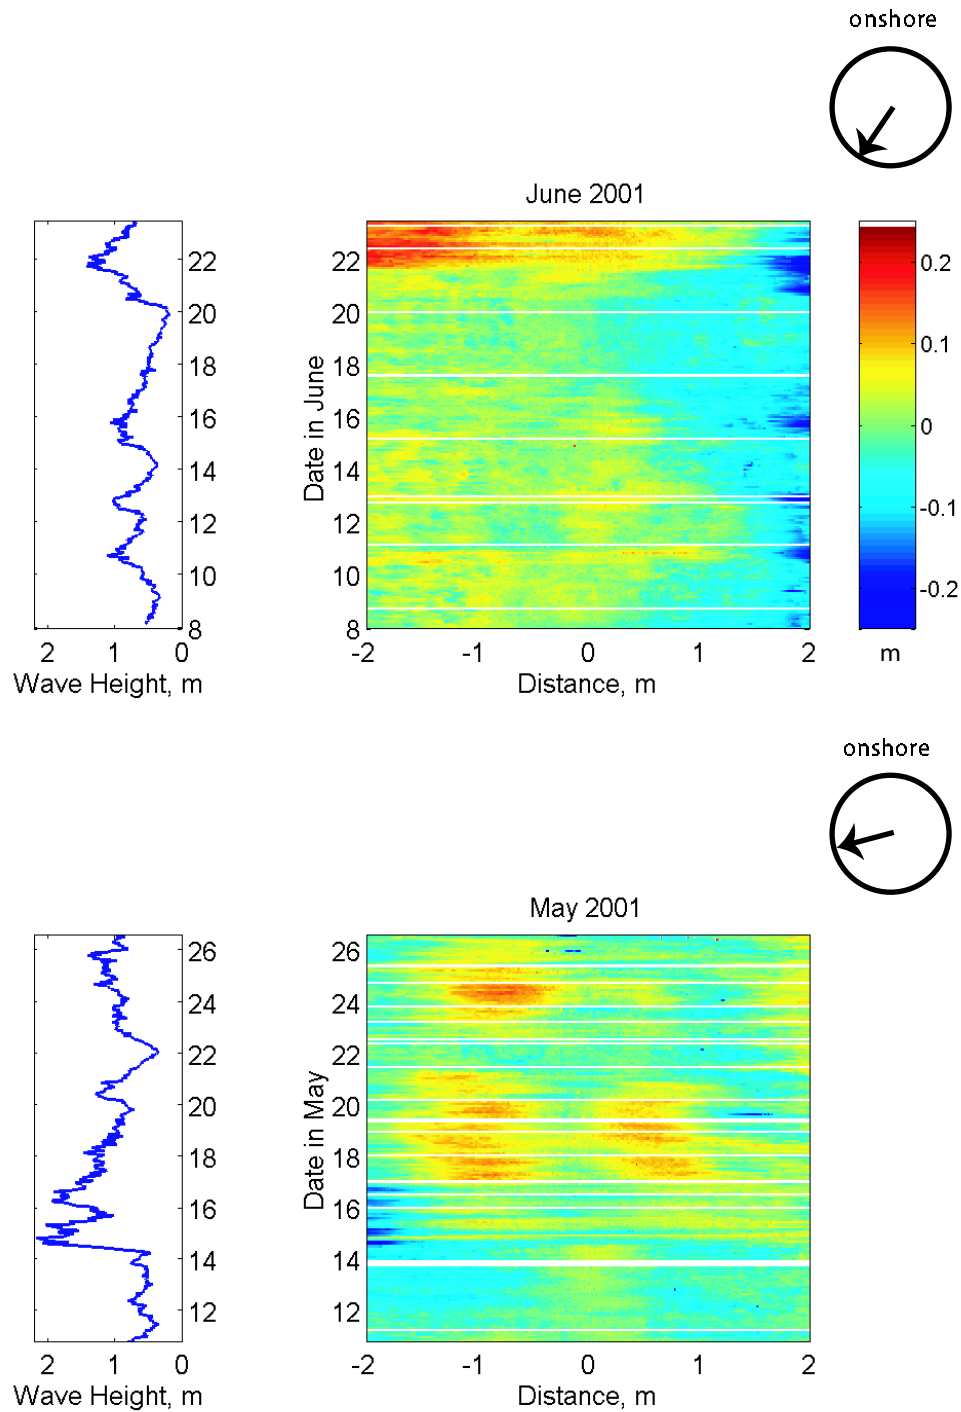 onshore
June 2001
22
20
18
16
14
12
10
8
2 1 0
Wave Height, m
Date in June
22
20
18
16
14
12
10
8
-2 -1 0 1 2
Distance, m
0.2
0.1
0
-0.1
-0.2
m
onshore
May 2001
26
24
22
20
18
16
14
12
2 1 0
Wave Height, m
Date in May
26
24
22
20
18
16
14
12
-2 -1 0 1 2
Distance, m